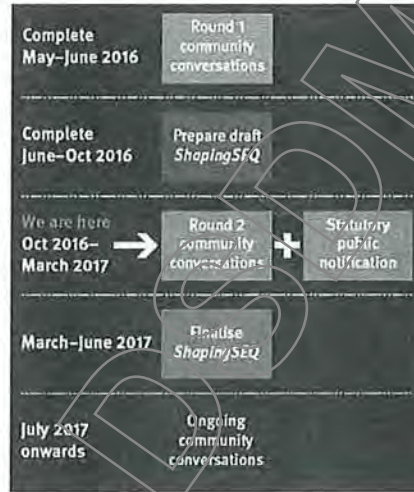 Complete
May–June 2016
Round 1
community
conversations
Complete
June–Oct 2016
Prepare draft
ShapingSEQ
We are here
Oct 2016–
March 2017
Round 2
community
conversations
+
Statutory
public
notification
March–June 2017
Finalise
ShapingSEQ
July 2017
onwards
Ongoing
community
conversations